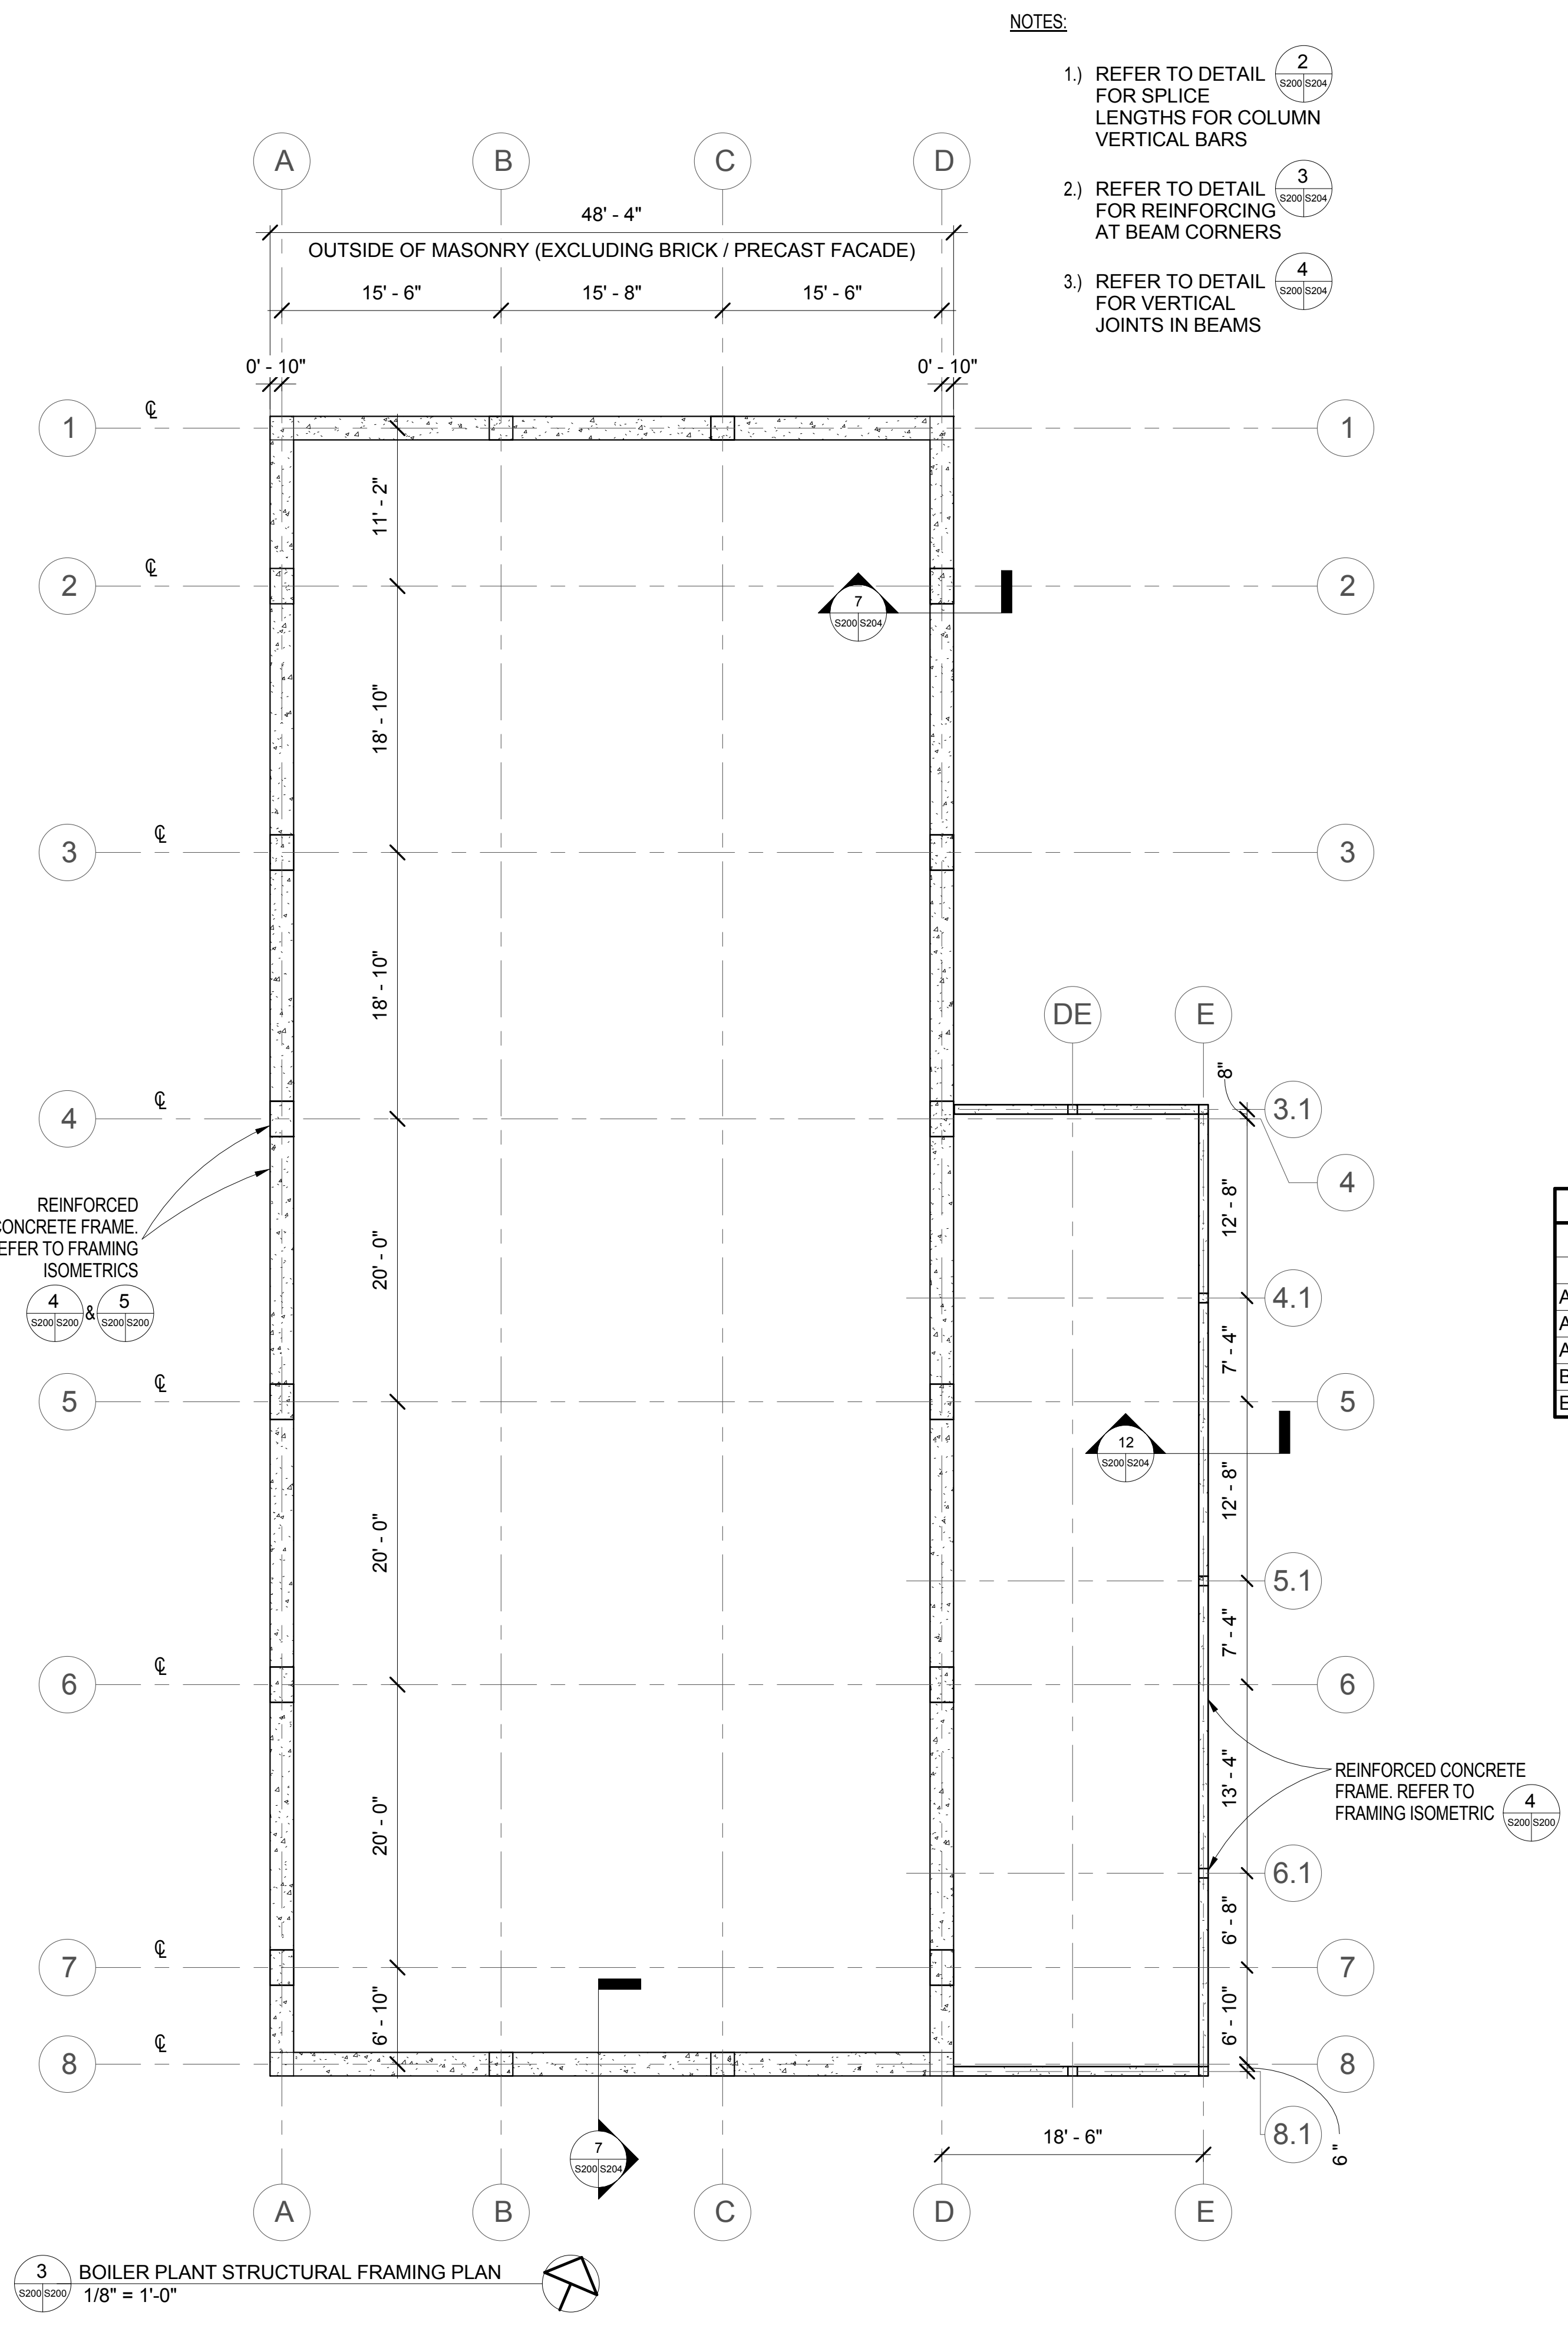 NOTES:
1.) REFER TO DETAIL 2 S200 S204
FOR SPLICE
LENGTHS FOR COLUMN
VERTICAL BARS
2.) REFER TO DETAIL 3 S200 S204
FOR REINFORCING
AT BEAM CORNERS
3.) REFER TO DETAIL 4 S200 S204
FOR VERTICAL
JOINTS IN BEAMS
A B C D
48' - 4"
OUTSIDE OF MASONRY (EXCLUDING BRICK / PRECAST FACADE)
15' - 6" 15' - 8" 15' - 6"
0' - 10" 0' - 10"
1 ℄ 1
11' - 2"
2 ℄ 2
7
S200 S204
18' - 10"
3 ℄ 3
18' - 10"
DE E
8"
3.1
4 ℄
4
12' - 8"
REINFORCED
CONCRETE FRAME.
REFER TO FRAMING
ISOMETRICS
4 & 5
S200 S200 S200 S200
20' - 0"
4.1
7' - 4"
5 ℄ 5
12
S200 S204
12' - 8"
20' - 0"
5.1
7' - 4"
6 ℄ 6
13' - 4"
REINFORCED CONCRETE
FRAME. REFER TO
FRAMING ISOMETRIC 4 S200 S200
20' - 0"
6.1
6' - 8"
7 ℄ 7
6' - 10" 6' - 10"
8 ℄ 8
8.1
6"
18' - 6"
7
S200 S204
A B C D E
3 BOILER PLANT STRUCTURAL FRAMING PLAN
S200 S200 1/8" = 1'-0"
A
A
A